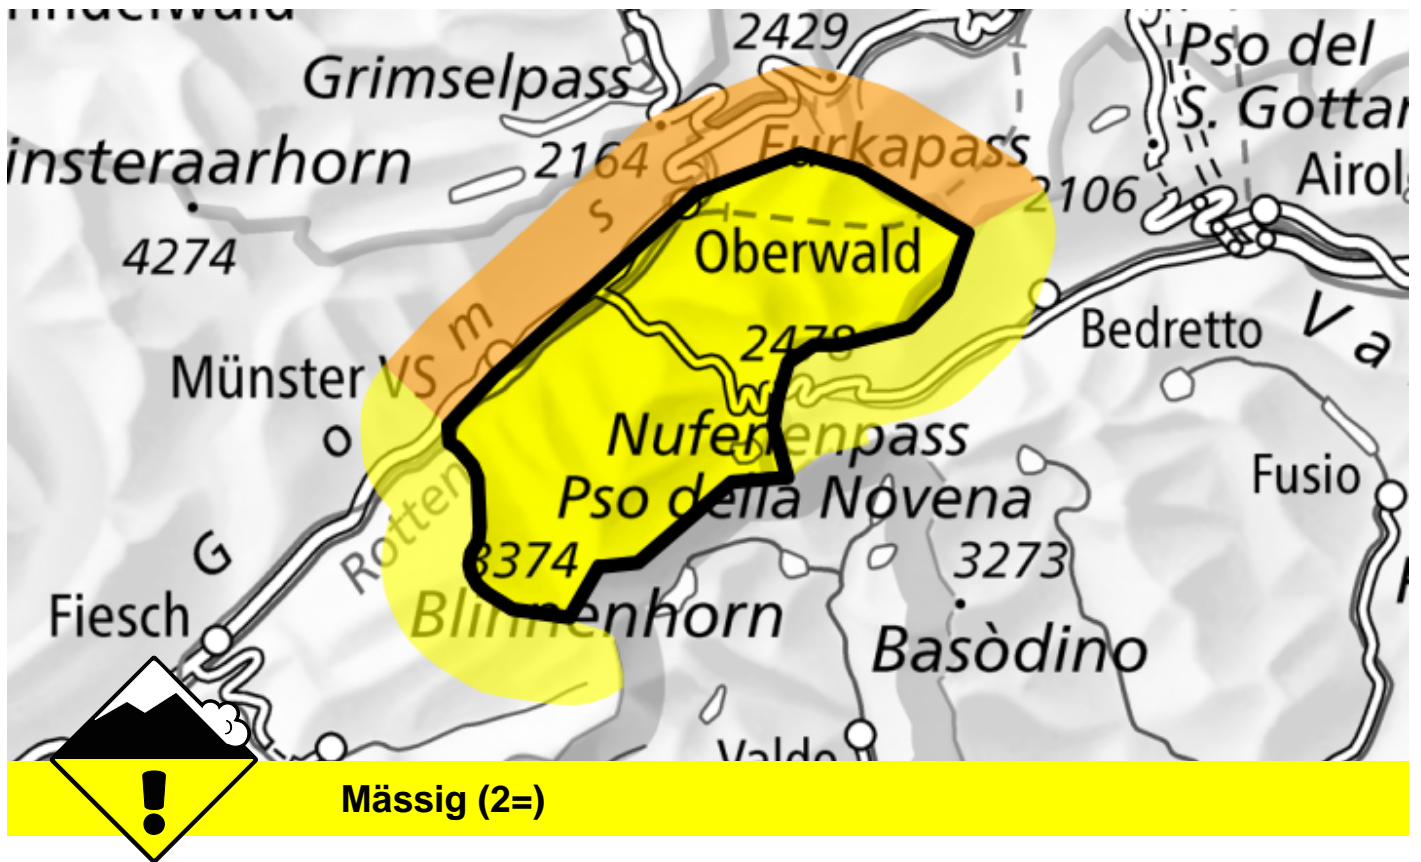 2429
Pso del
Grimselpass
S. Gottar
Furkapass
insteraarhorn
2164
Airol
2106
s
4274
Oberwald
m
2478
Bedretto
V a
Münster VS
o
Nufenenpass
Fusio
Pso della Novena
Rotten
G
3374
3273
Fiesch
Blinnenhorn
Basòdino
Mässig (2=)